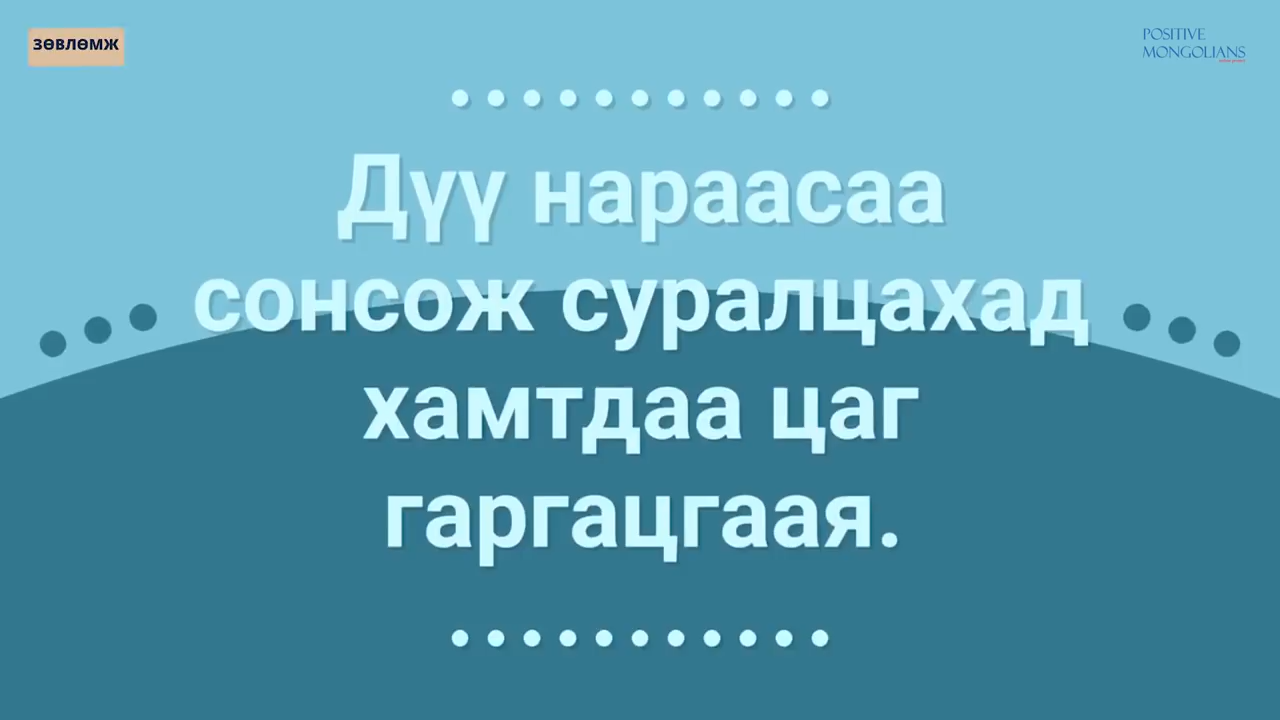 ЗӨВЛӨМЖ
POSITIVE
MONGOLIANS
Дүү нараасаа
сонсож суралцахад
хамтдаа цаг
гаргацгаая.